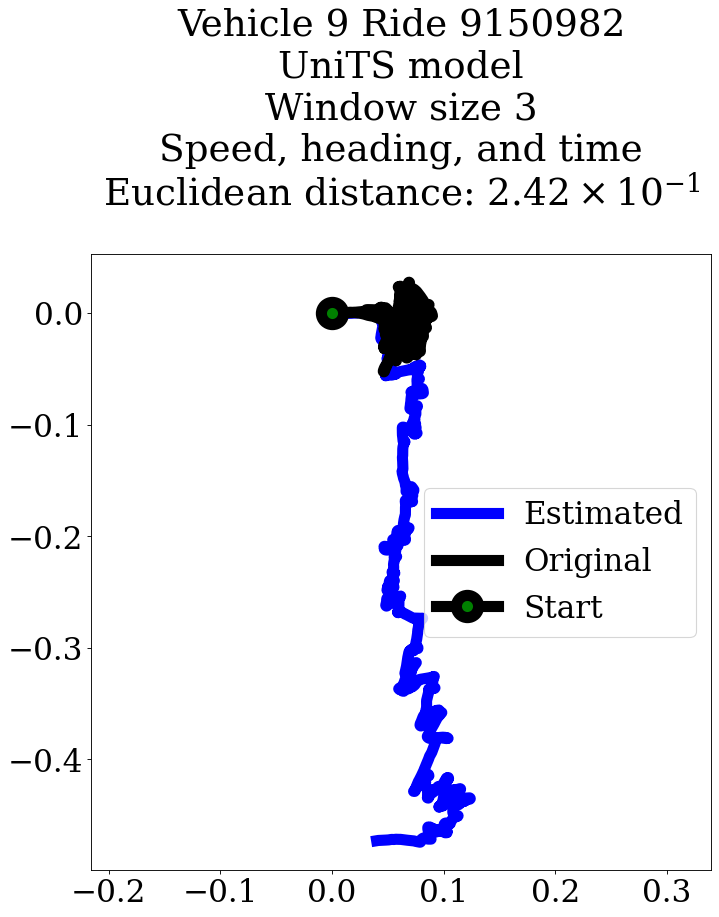 Vehicle 9 Ride 9150982
UniTS model
Window size 3
Speed, heading, and time
Euclidean distance: 2.42 × 10⁻¹
0.0
−0.1
−0.2
−0.3
−0.4
Estimated
Original
Start
−0.2 −0.1 0.0 0.1 0.2 0.3